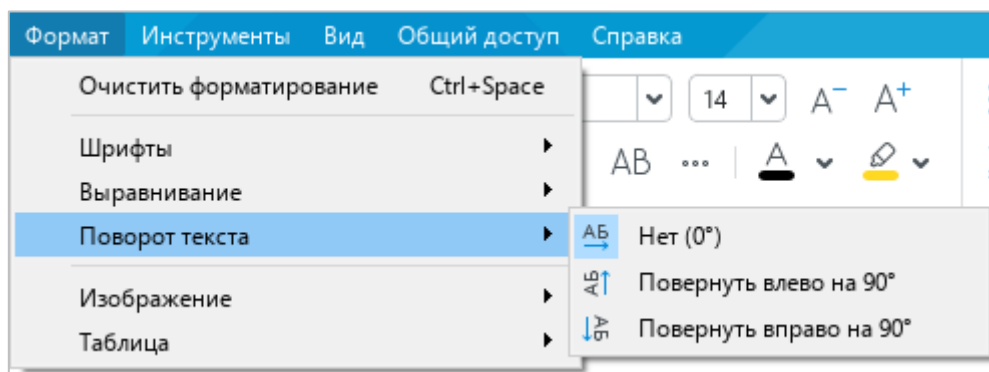 Формат Инструменты Вид Общий доступ Справка
Очистить форматирование Ctrl+Space
14 A⁻ A⁺
Шрифты
AB ••• A
Выравнивание
Поворот текста
АБ Нет (0°)
АБ Повернуть влево на 90°
Изображение
АБ Повернуть вправо на 90°
Таблица